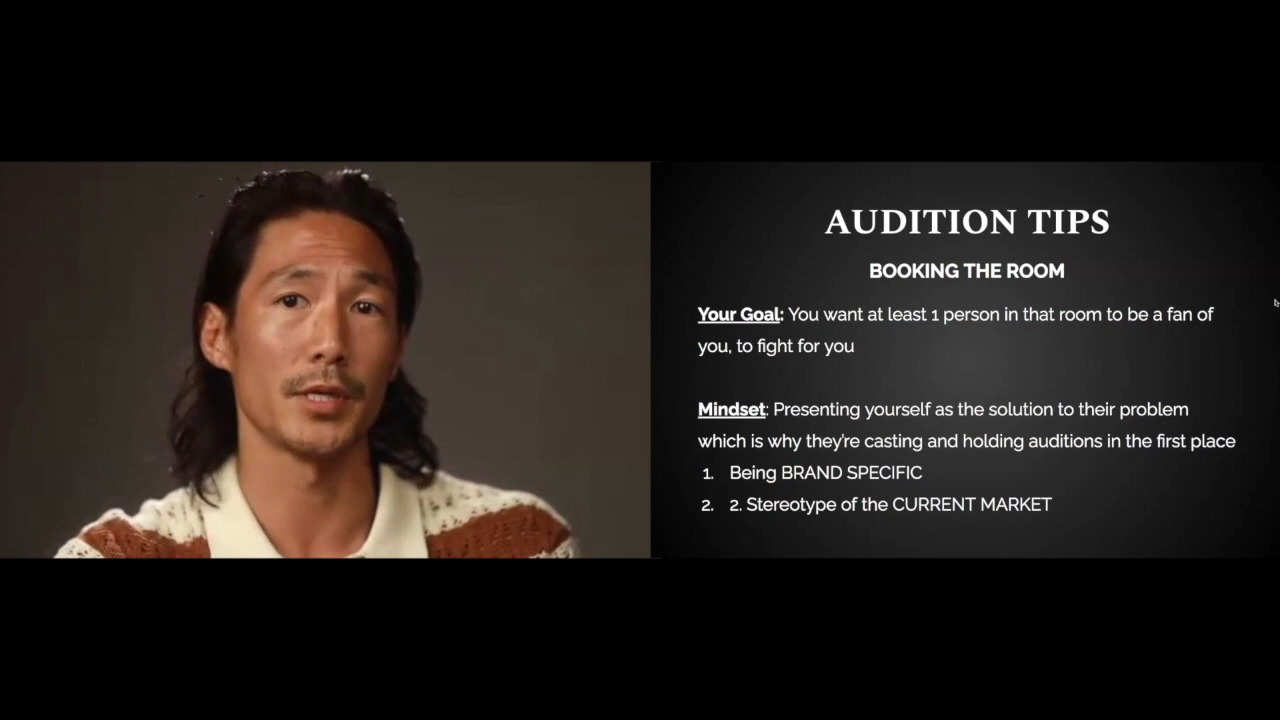 AUDITION TIPS
BOOKING THE ROOM
Your Goal: You want at least 1 person in that room to be a fan of
you, to fight for you
Mindset: Presenting yourself as the solution to their problem
which is why they're casting and holding auditions in the first place
1. Being BRAND SPECIFIC
2. 2. Stereotype of the CURRENT MARKET